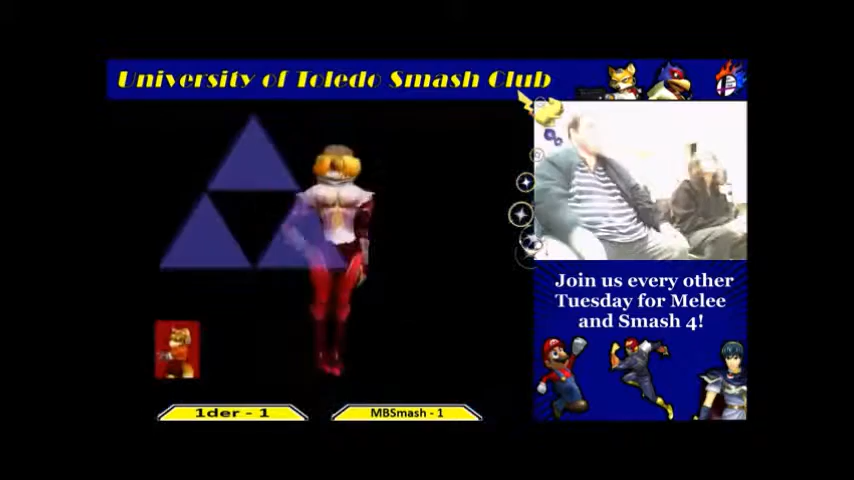 University of Toledo Smash Club
Join us every other
Tuesday for Melee
and Smash 4!
1der - 1
MBSmash - 1